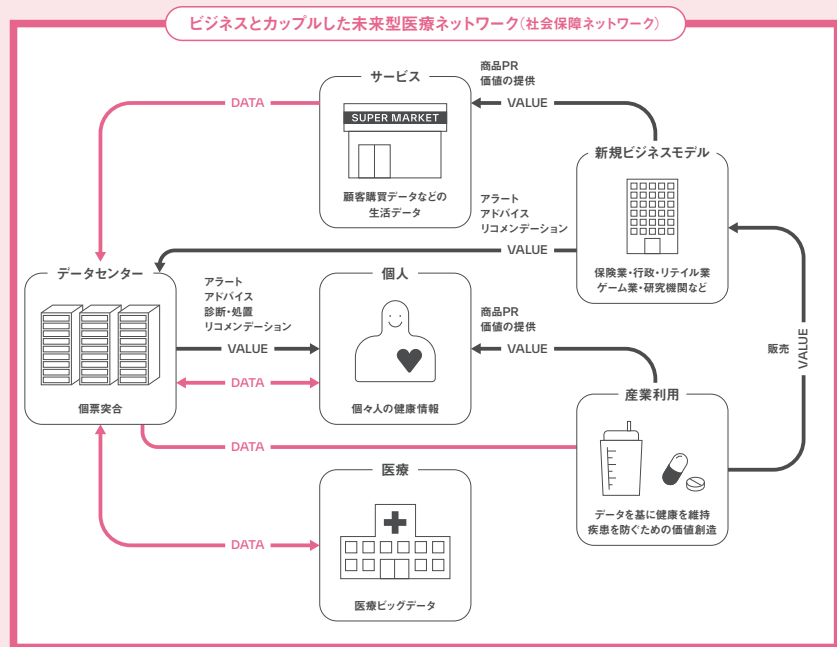 ビジネスとカップルした未来型医療ネットワーク(社会保障ネットワーク)
サービス
SUPER MARKET
顧客購買データなどの
生活データ
DATA
商品PR
価値の提供
VALUE
新規ビジネスモデル
保険業・行政・リテイル業
ゲーム業・研究機関など
アラート
アドバイス
リコメンデーション
VALUE
データセンター
個票突合
アラート
アドバイス
診断・処置
リコメンデーション
VALUE
DATA
個人
個々人の健康情報
商品PR
価値の提供
VALUE
販売
VALUE
産業利用
データを基に健康を維持
疾患を防ぐための価値創造
DATA
医療
医療ビッグデータ
DATA